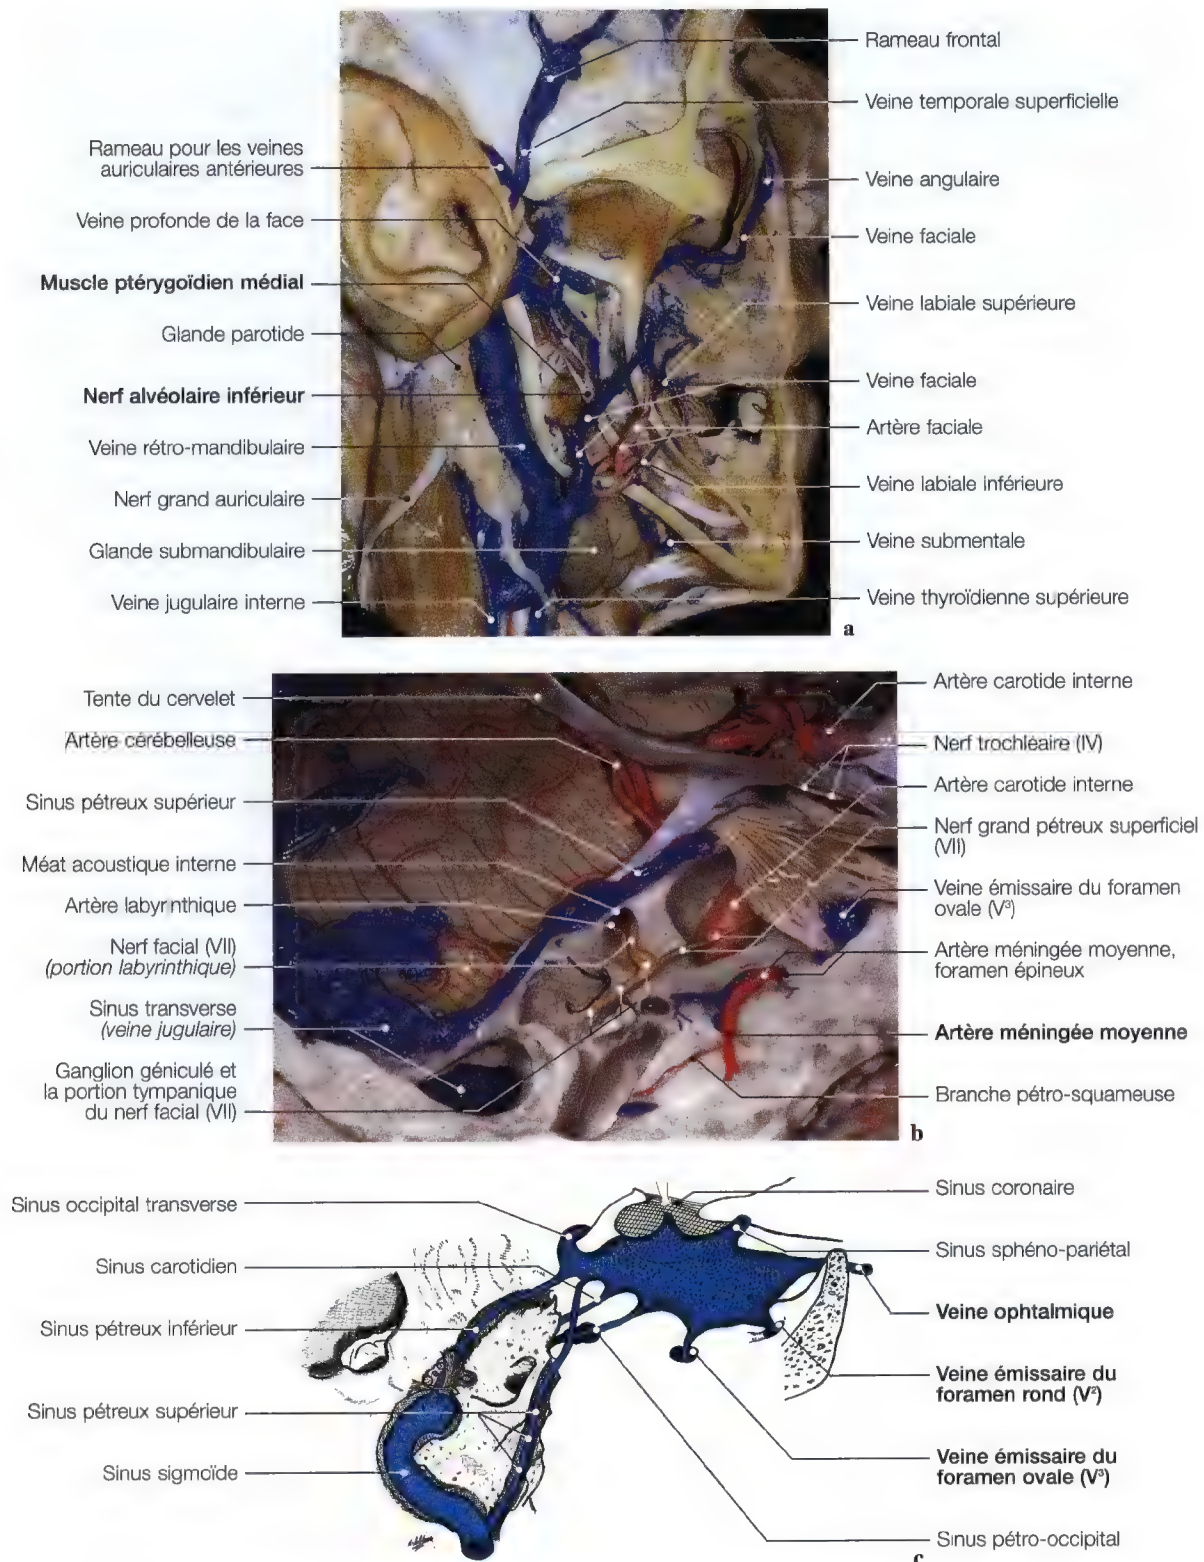 Rameau pour les veines
auriculaires antérieures
Veine profonde de la face
Muscle ptérygoïdien médial
Glande parotide
Nerf alvéolaire inférieur
Veine rétro-mandibulaire
Nerf grand auriculaire
Glande submandibulaire
Veine jugulaire interne
Rameau frontal
Veine temporale superficielle
Veine angulaire
Veine faciale
Veine labiale supérieure
Veine faciale
Artère faciale
Veine labiale inférieure
Veine submentale
Veine thyroïdienne supérieure
a
Tente du cervelet
Artère cérébelleuse
Sinus pétreux supérieur
Méat acoustique interne
Artère labyrinthique
Nerf facial (VII)
(portion labyrinthique)
Sinus transverse
(veine jugulaire)
Ganglion géniculé et
la portion tympanique
du nerf facial (VII)
Artère carotide interne
Nerf trochléaire (IV)
Artère carotide interne
Nerf grand pétreux superficiel
(VII)
Veine émissaire du foramen
ovale (V³)
Artère méningée moyenne,
foramen épineux
Artère méningée moyenne
Branche pétro-squameuse
b
Sinus occipital transverse
Sinus carotidien
Sinus pétreux inférieur
Sinus pétreux supérieur
Sinus sigmoïde
Sinus coronaire
Sinus sphéno-pariétal
Veine ophtalmique
Veine émissaire du
foramen rond (V²)
Veine émissaire du
foramen ovale (V³)
Sinus pétro-occipital
c